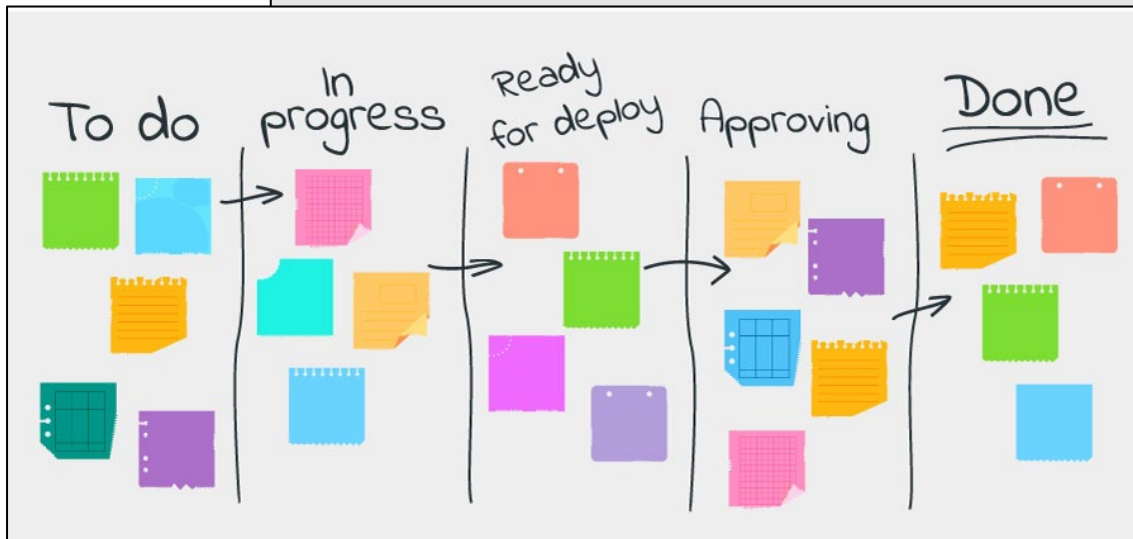 To do
In
progress
Ready
for deploy
Approving
Done